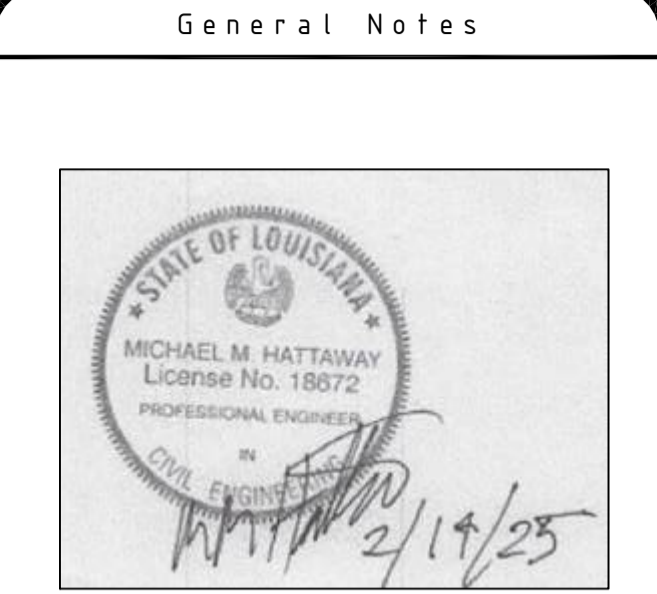 General Notes
STATE OF LOUISIANA
MICHAEL M. HATTAWAY
License No. 18672
PROFESSIONAL ENGINEER
IN
CIVIL ENGINEERING
2/14/25